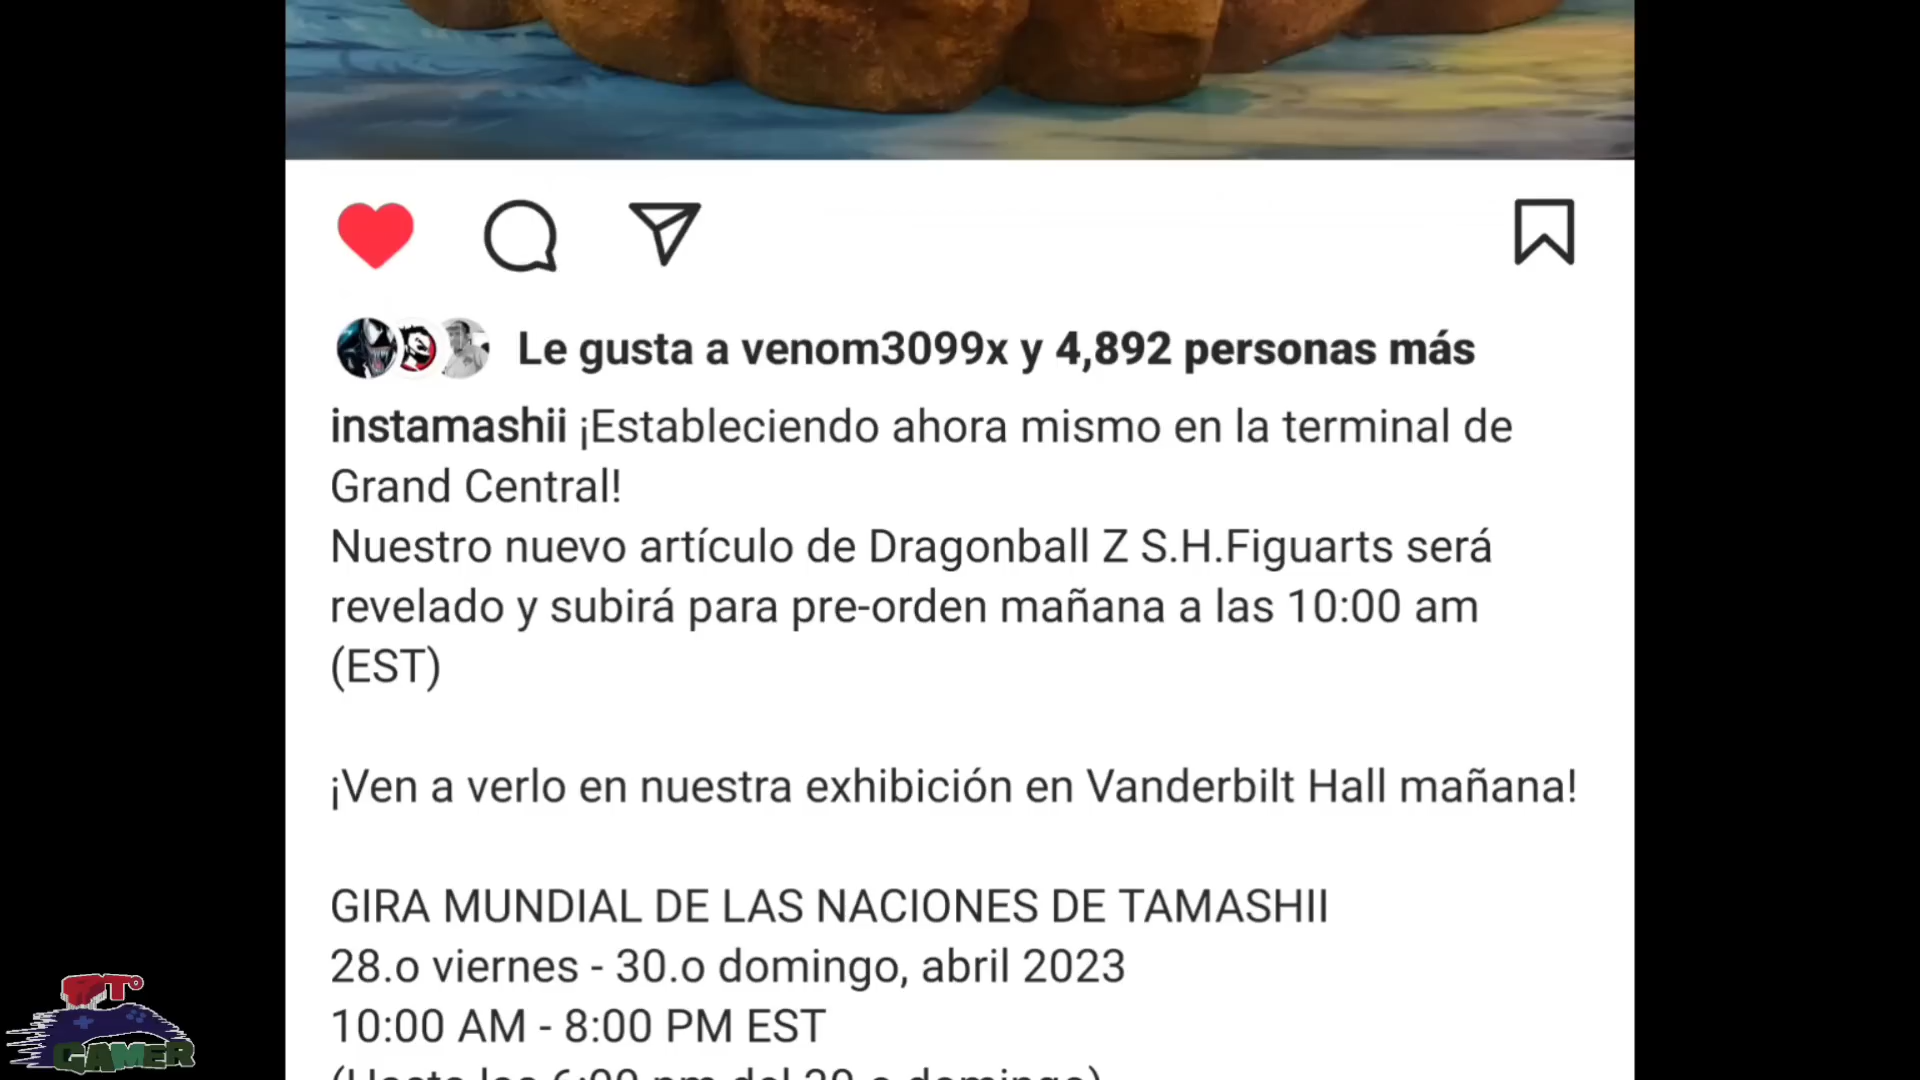 Le gusta a venom3099x y 4,892 personas más
instamashii ¡Estableciendo ahora mismo en la terminal de
Grand Central!
Nuestro nuevo artículo de Dragonball Z S.H.Figuarts será
revelado y subirá para pre-orden mañana a las 10:00 am
(EST)
¡Ven a verlo en nuestra exhibición en Vanderbilt Hall mañana!
GIRA MUNDIAL DE LAS NACIONES DE TAMASHII
28.o viernes - 30.o domingo, abril 2023
10:00 AM - 8:00 PM EST
GAMER